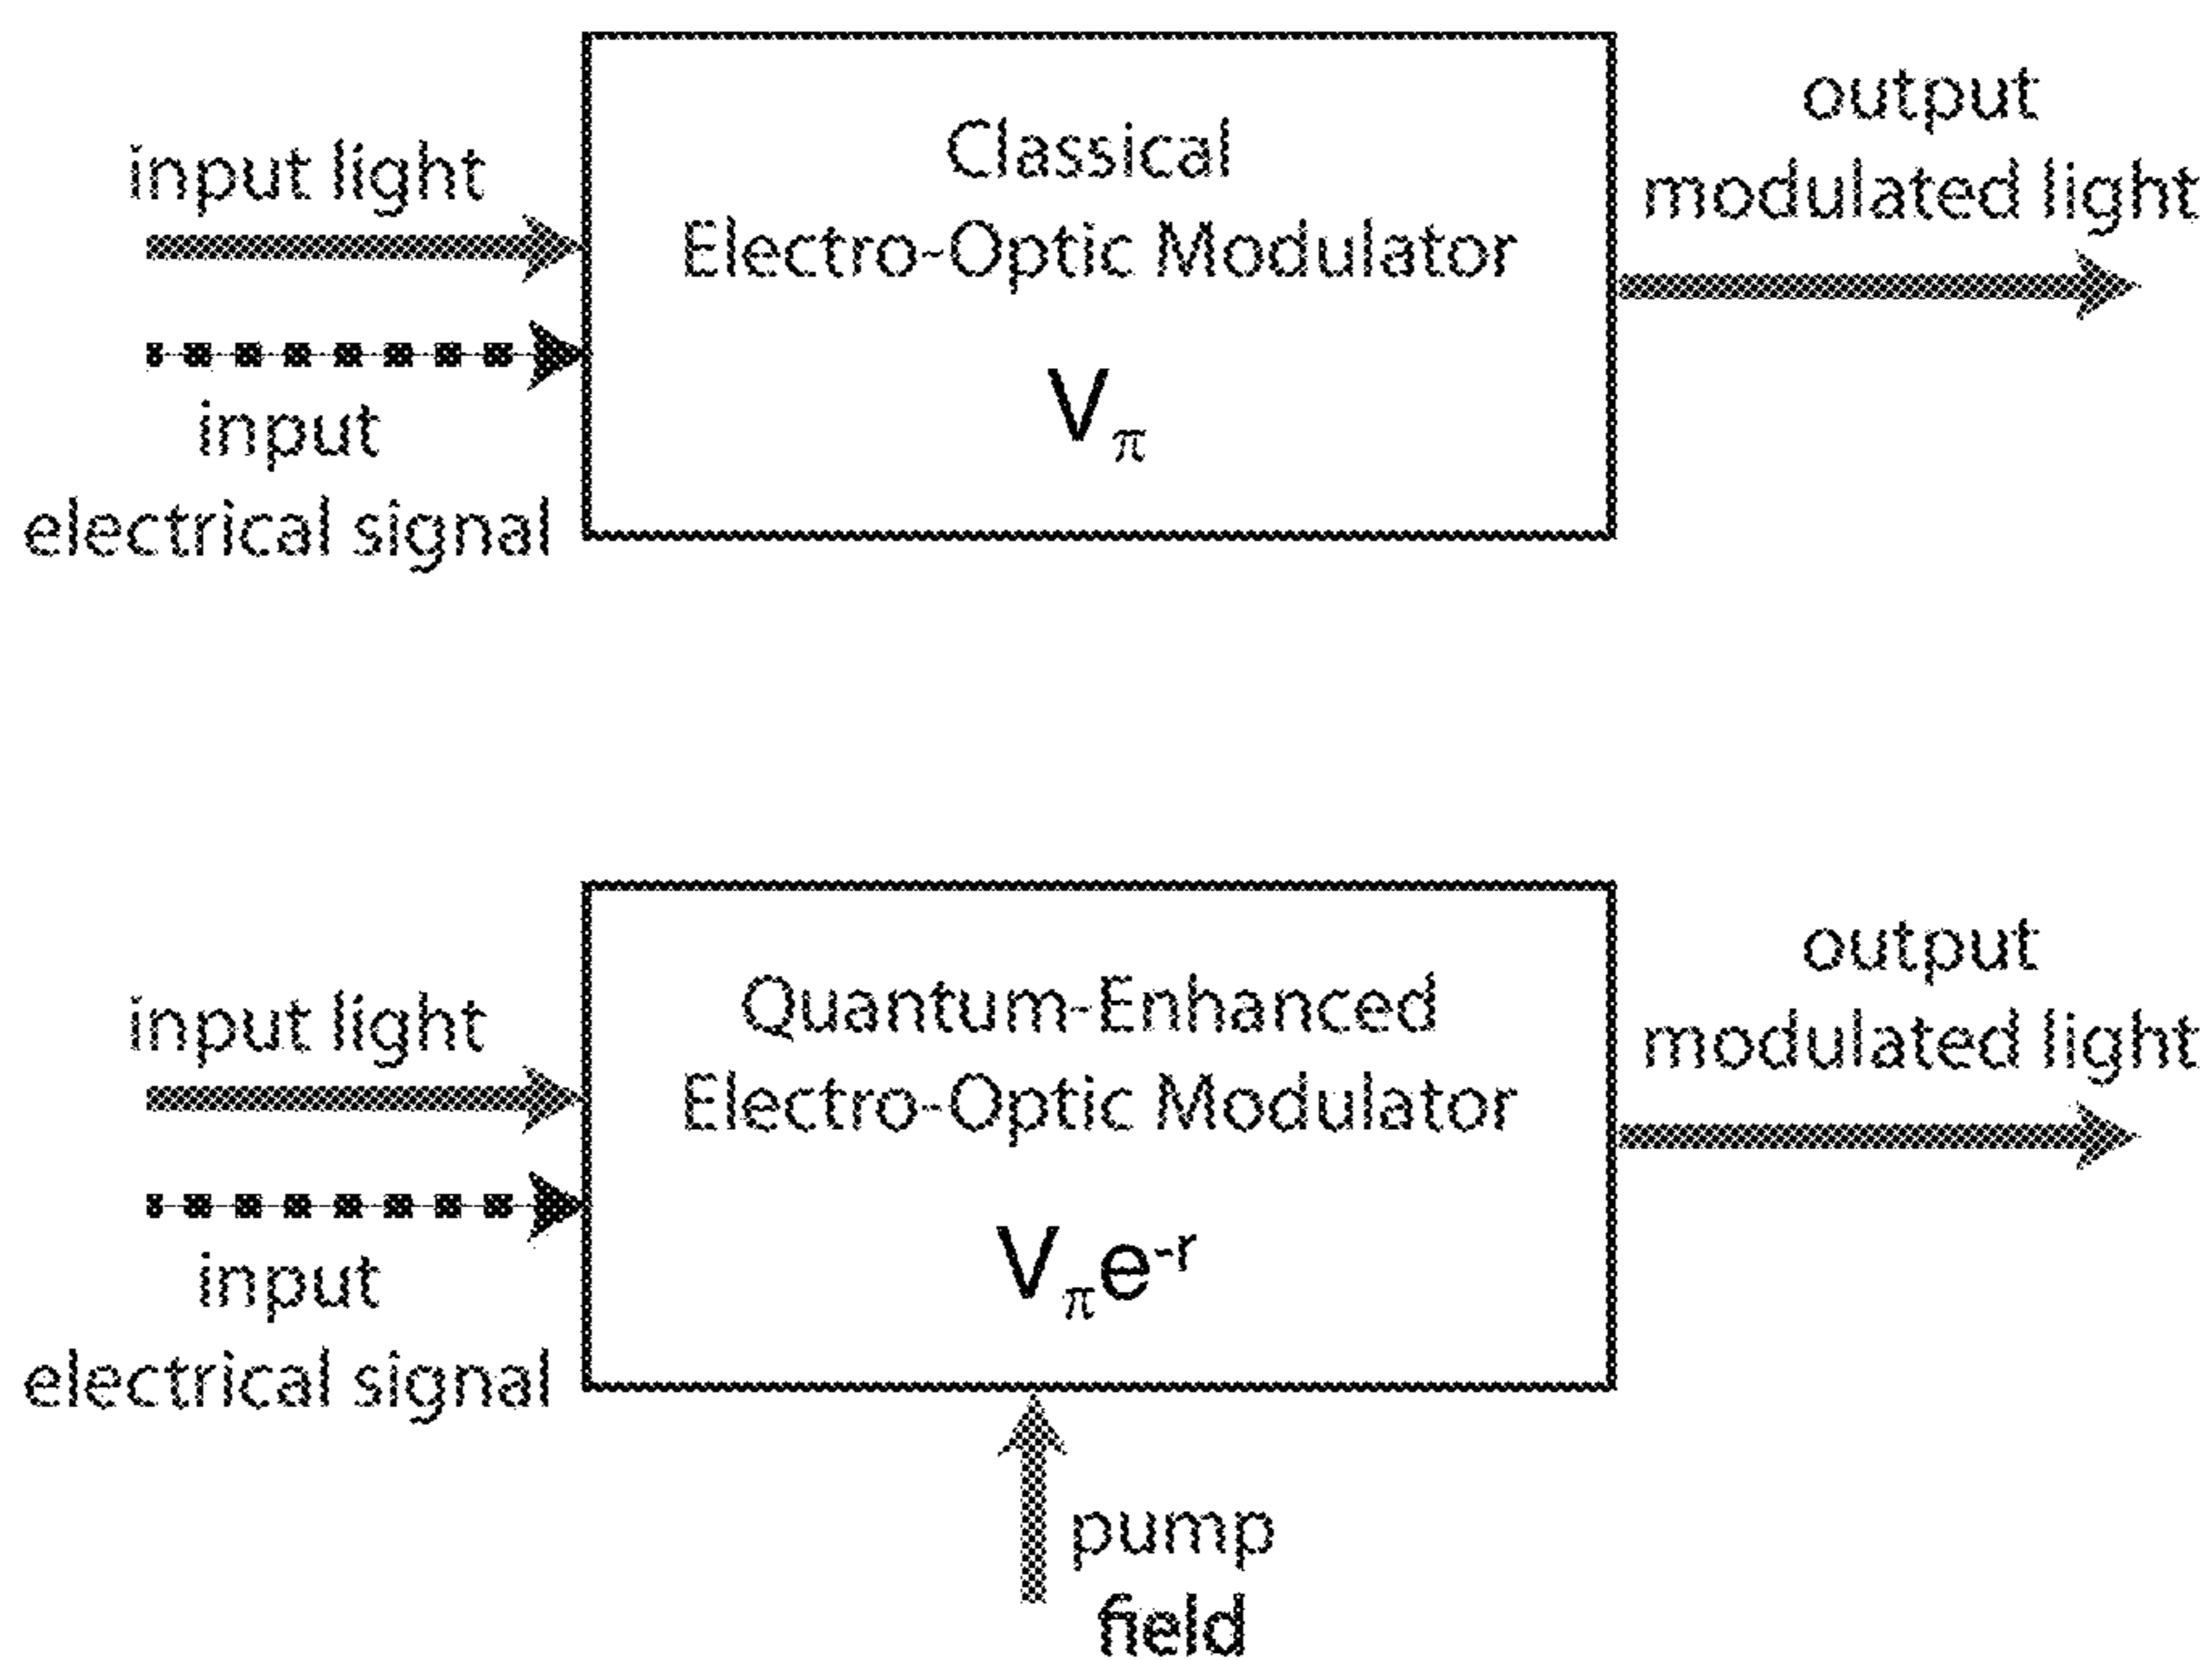 input light
input
electrical signal
Classical
Electro-Optic Modulator
Vπ
output
modulated light
input light
input
electrical signal
Quantum-Enhanced
Electro-Optic Modulator
Vπe-r
output
modulated light
pump
field